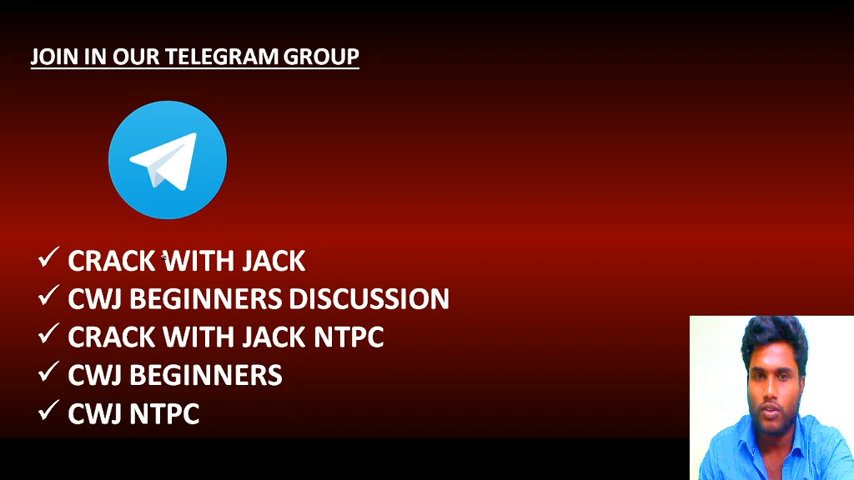 JOIN IN OUR TELEGRAM GROUP
CRACK WITH JACK
CWJ BEGINNERS DISCUSSION
CRACK WITH JACK NTPC
CWJ BEGINNERS
CWJ NTPC